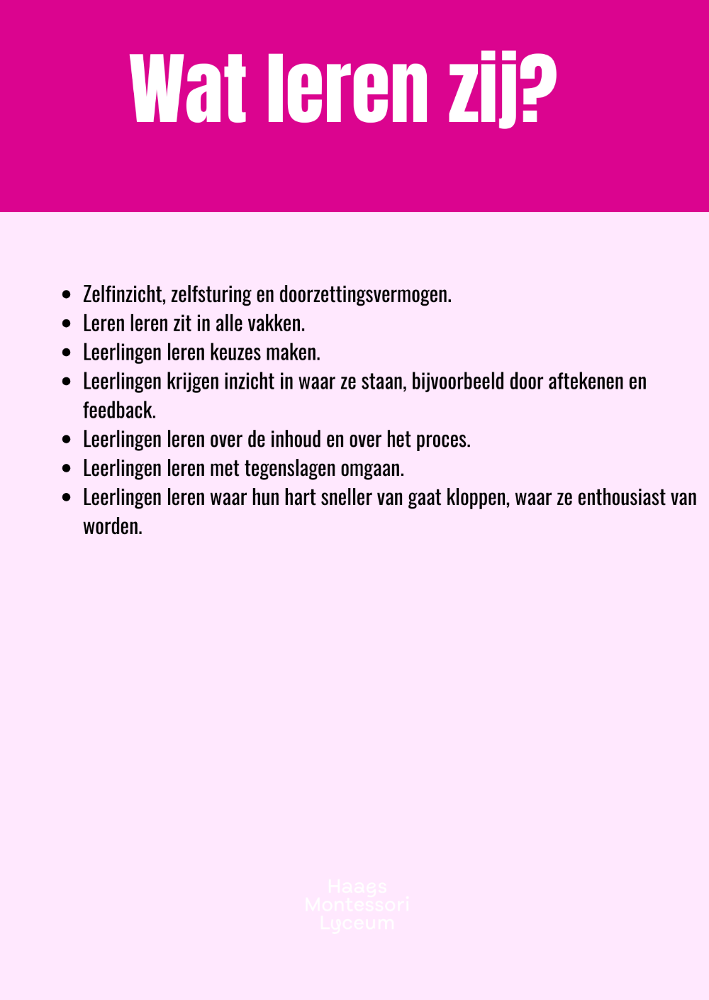 Wat leren zij?
• Zelfinzicht, zelfsturing en doorzettingsvermogen.
• Leren leren zit in alle vakken.
• Leerlingen leren keuzes maken.
• Leerlingen krijgen inzicht in waar ze staan, bijvoorbeeld door aftekenen en
feedback.
• Leerlingen leren over de inhoud en over het proces.
• Leerlingen leren met tegenslagen omgaan.
• Leerlingen leren waar hun hart sneller van gaat kloppen, waar ze enthousiast van
worden.
Haags
Montessori
Lyceum